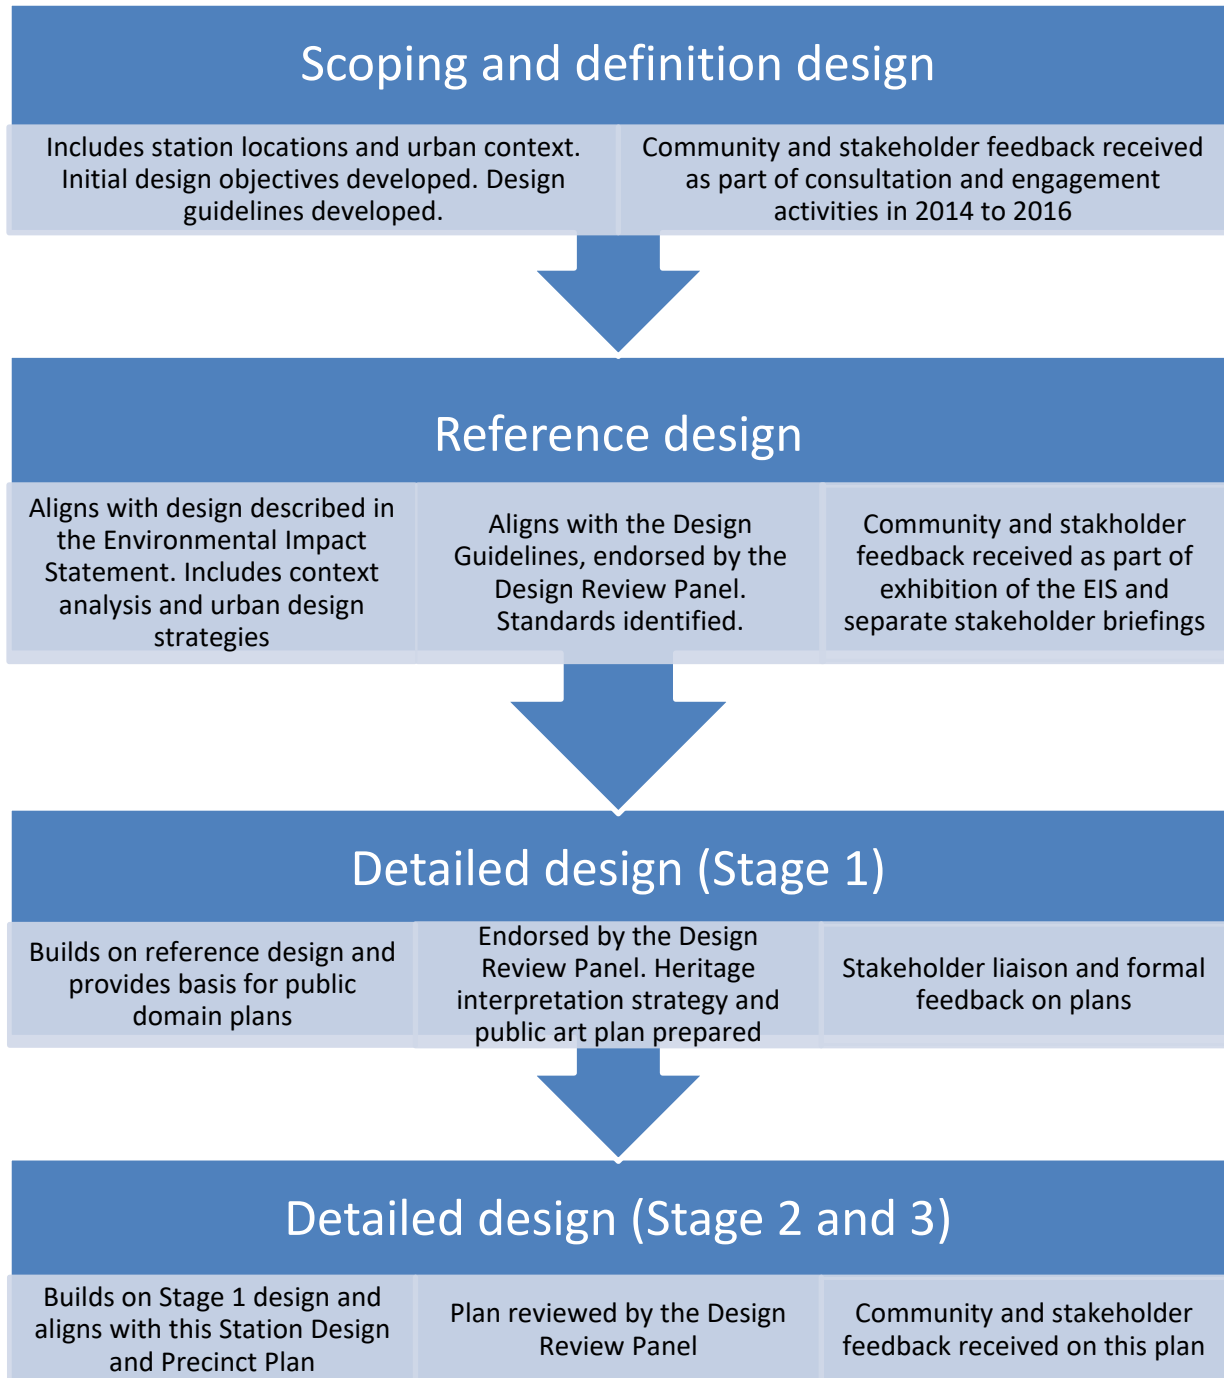 Scoping and definition design
Includes station locations and urban context.
Initial design objectives developed. Design
guidelines developed.
Community and stakeholder feedback received
as part of consultation and engagement
activities in 2014 to 2016
Reference design
Aligns with design described in
the Environmental Impact
Statement. Includes context
analysis and urban design
strategies
Aligns with the Design
Guidelines, endorsed by the
Design Review Panel.
Standards identified.
Community and stakholder
feedback received as part of
exhibition of the EIS and
separate stakeholder briefings
Detailed design (Stage 1)
Builds on reference design and
provides basis for public
domain plans
Endorsed by the Design
Review Panel. Heritage
interpretation strategy and
public art plan prepared
Stakeholder liaison and formal
feedback on plans
Detailed design (Stage 2 and 3)
Builds on Stage 1 design and
aligns with this Station Design
and Precinct Plan
Plan reviewed by the Design
Review Panel
Community and stakeholder
feedback received on this plan